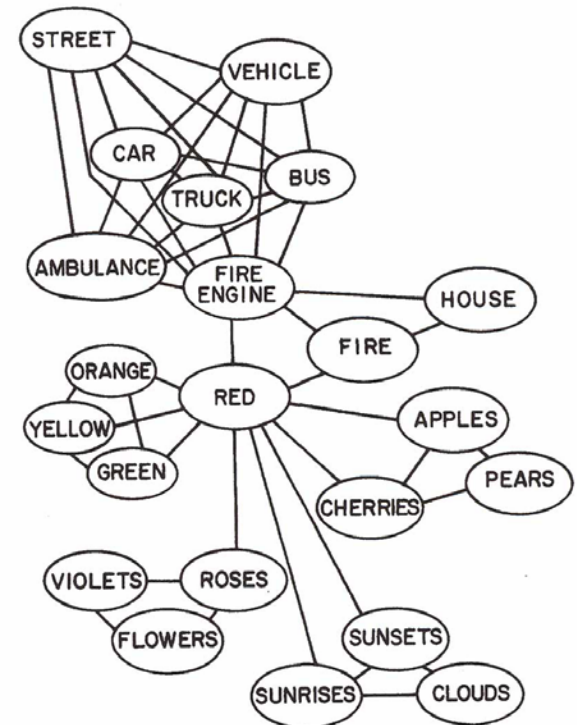 STREET
VEHICLE
CAR
TRUCK
BUS
AMBULANCE
FIRE
ENGINE
HOUSE
FIRE
ORANGE
RED
YELLOW
GREEN
APPLES
PEARS
CHERRIES
VIOLETS
ROSES
FLOWERS
SUNSETS
SUNRISES
CLOUDS